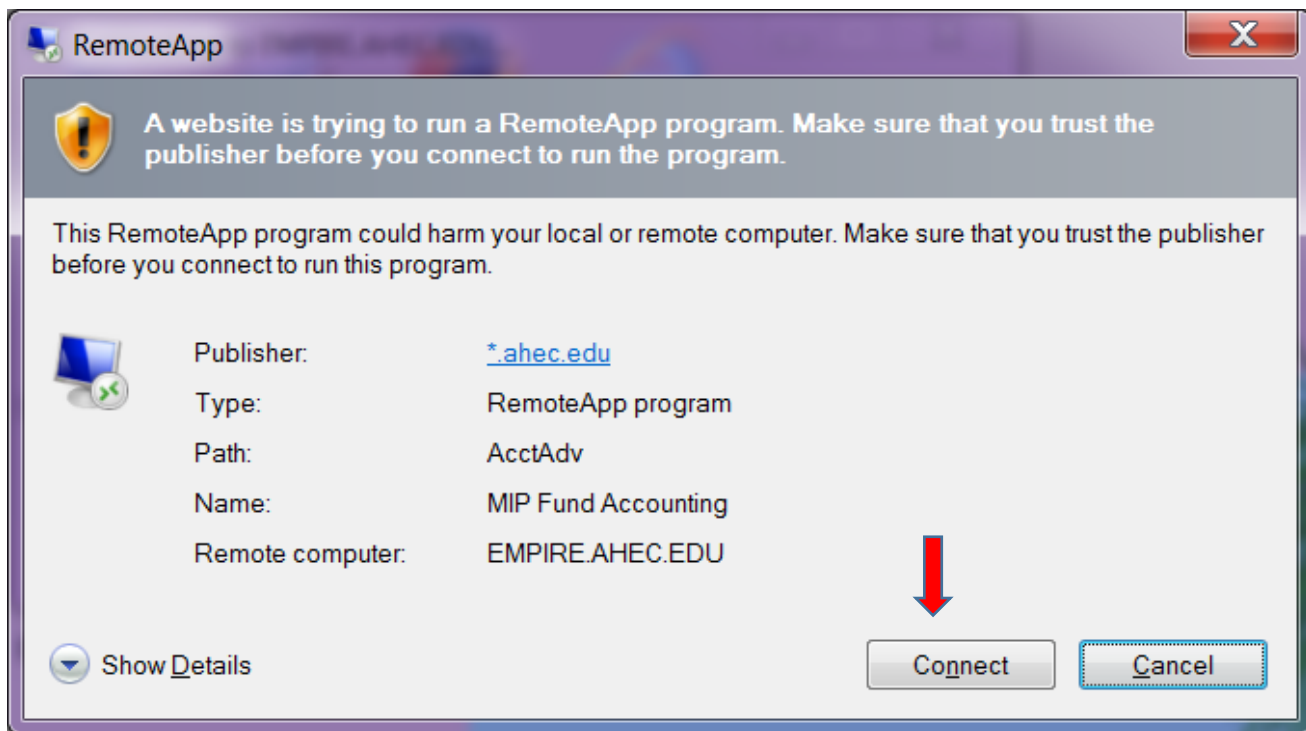 RemoteApp
A website is trying to run a RemoteApp program. Make sure that you trust the
publisher before you connect to run the program.
This RemoteApp program could harm your local or remote computer. Make sure that you trust the publisher
before you connect to run this program.
Publisher: *.ahec.edu
Type: RemoteApp program
Path: AcctAdv
Name: MIP Fund Accounting
Remote computer: EMPIRE.AHEC.EDU
Show Details Connect Cancel